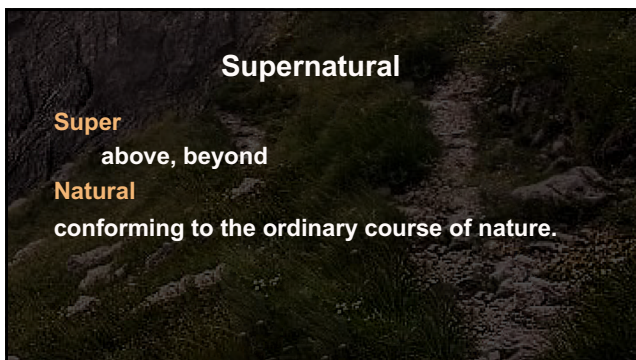 Supernatural
Super
above, beyond
Natural
conforming to the ordinary course of nature.